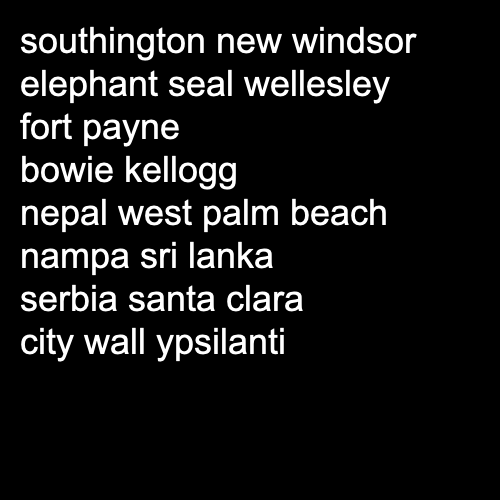 southington new windsor
elephant seal wellesley
fort payne
bowie kellogg
nepal west palm beach
nampa sri lanka
serbia santa clara
city wall ypsilanti